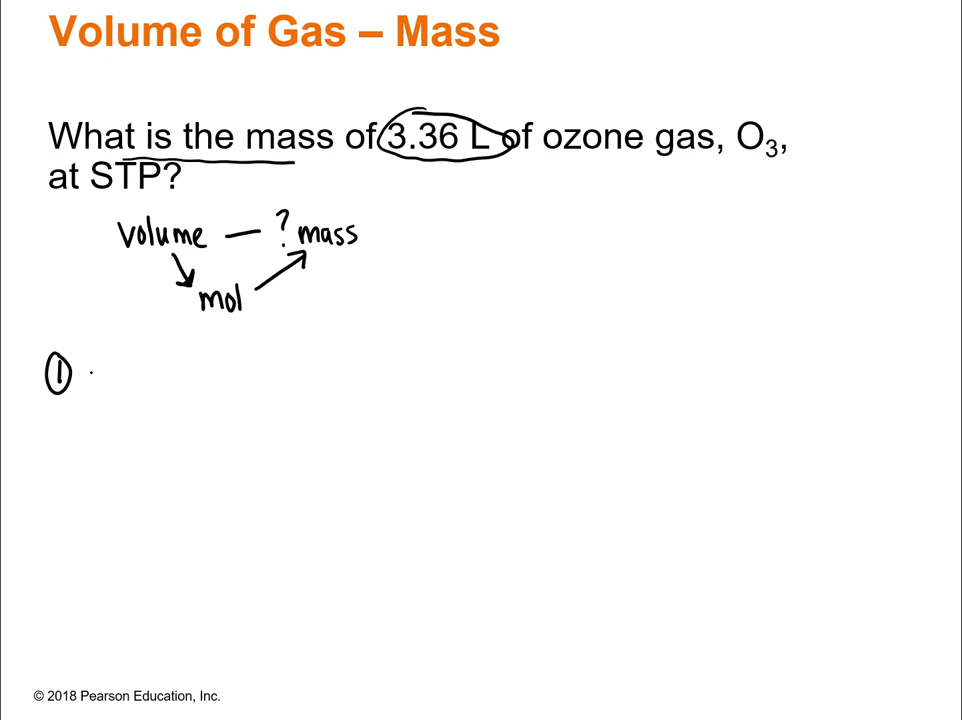 Volume of Gas – Mass
What is the mass of 3.36 L of ozone gas, O₃,
at STP?
volume — ? mass
mol
①
© 2018 Pearson Education, Inc.